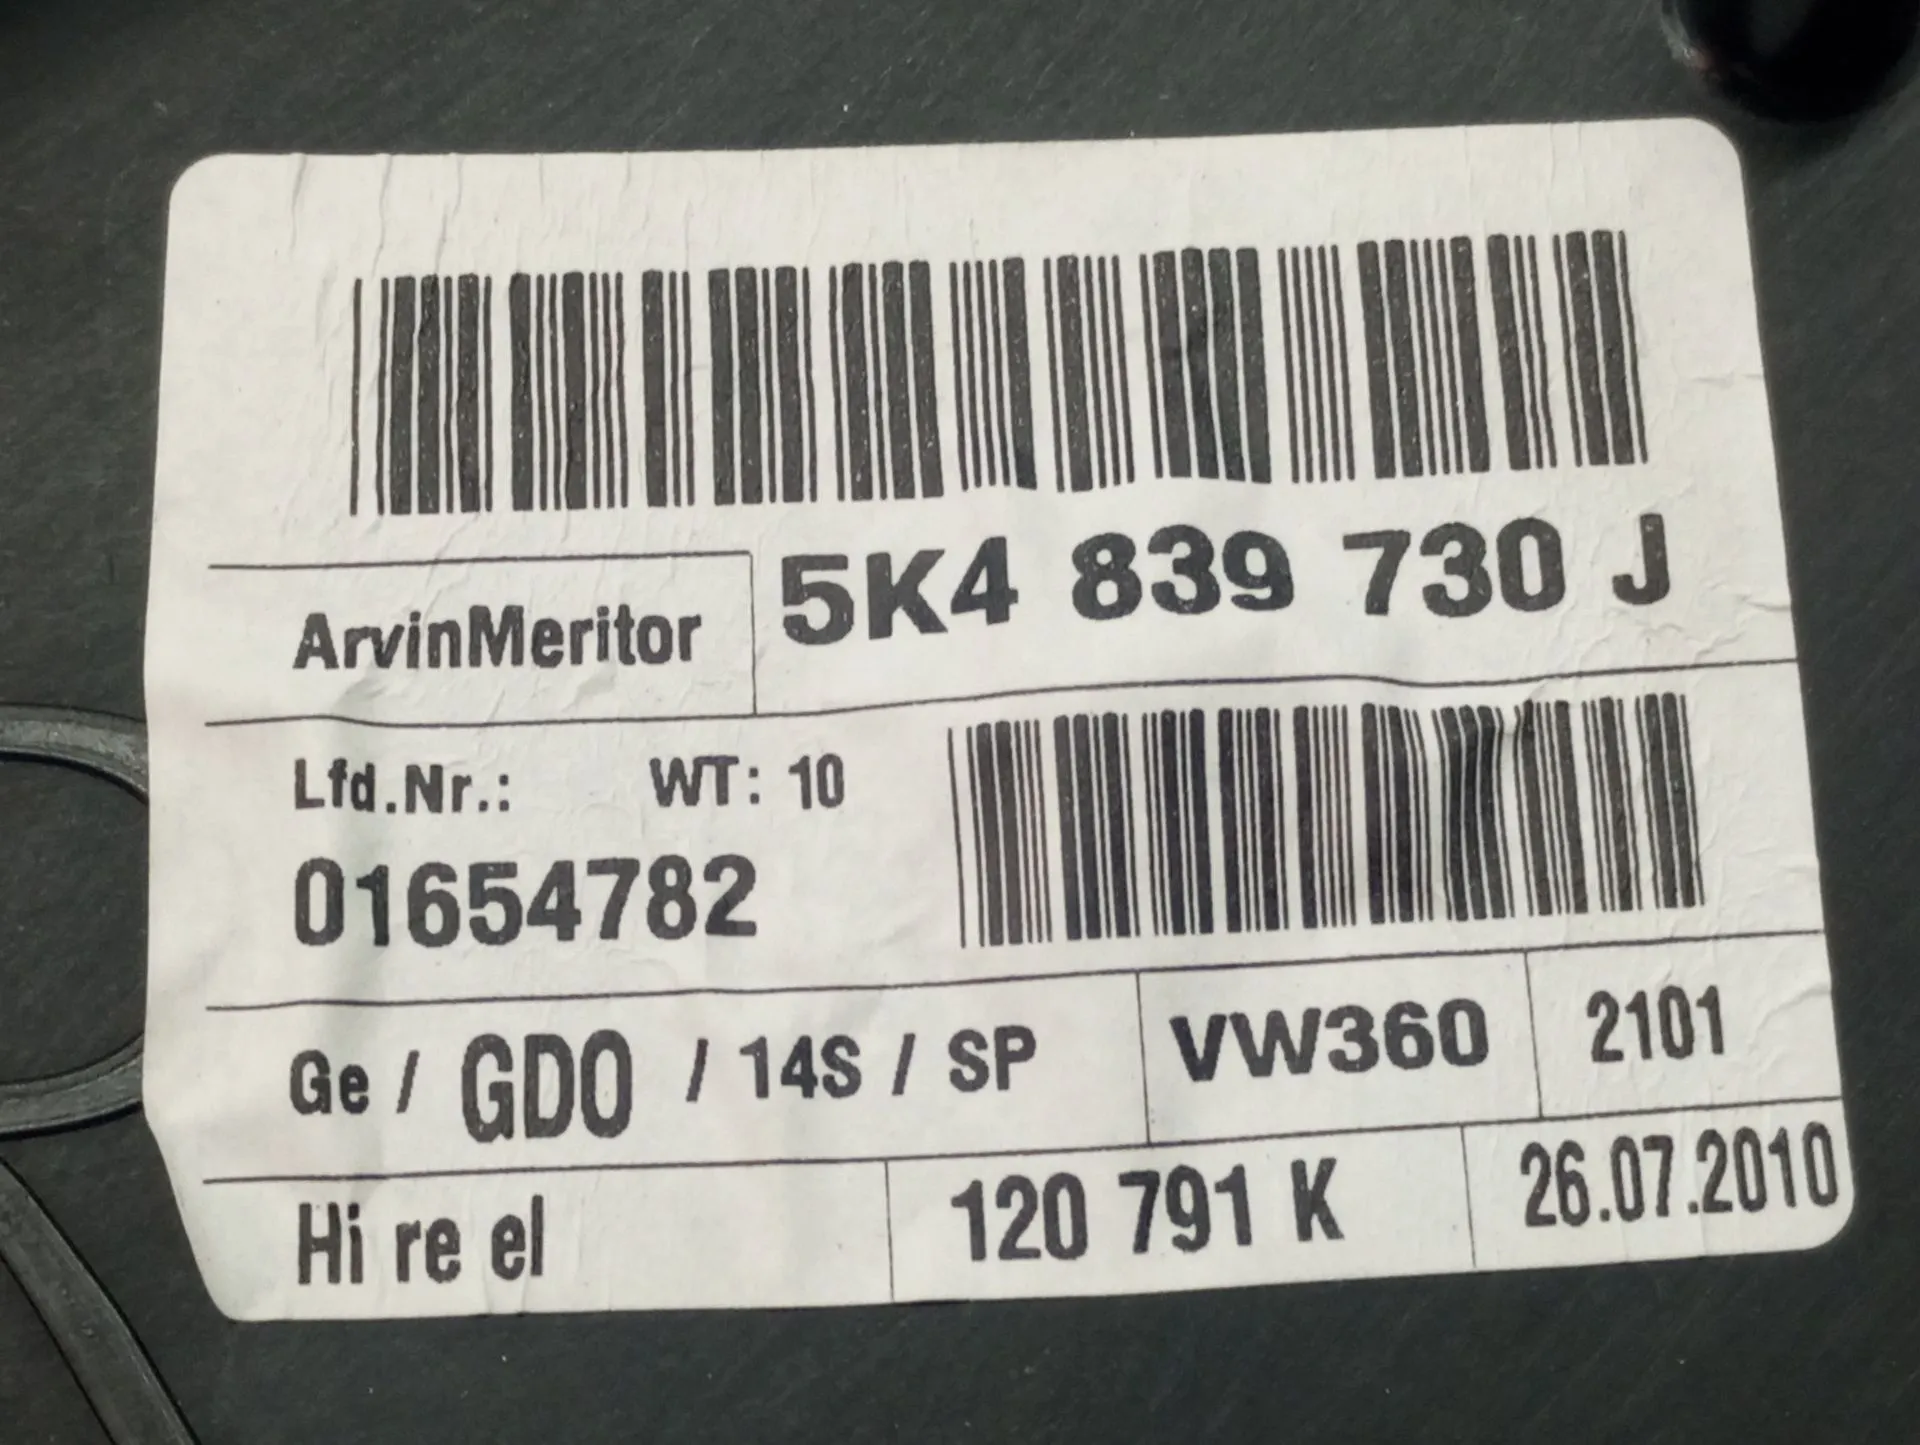 5K4 839 730 J
ArvinMeritor
Lfd.Nr.: WT: 10
01654782
Ge / GDO / 14S / SP VW360 2101
Hi re el 120 791 K 26.07.2010